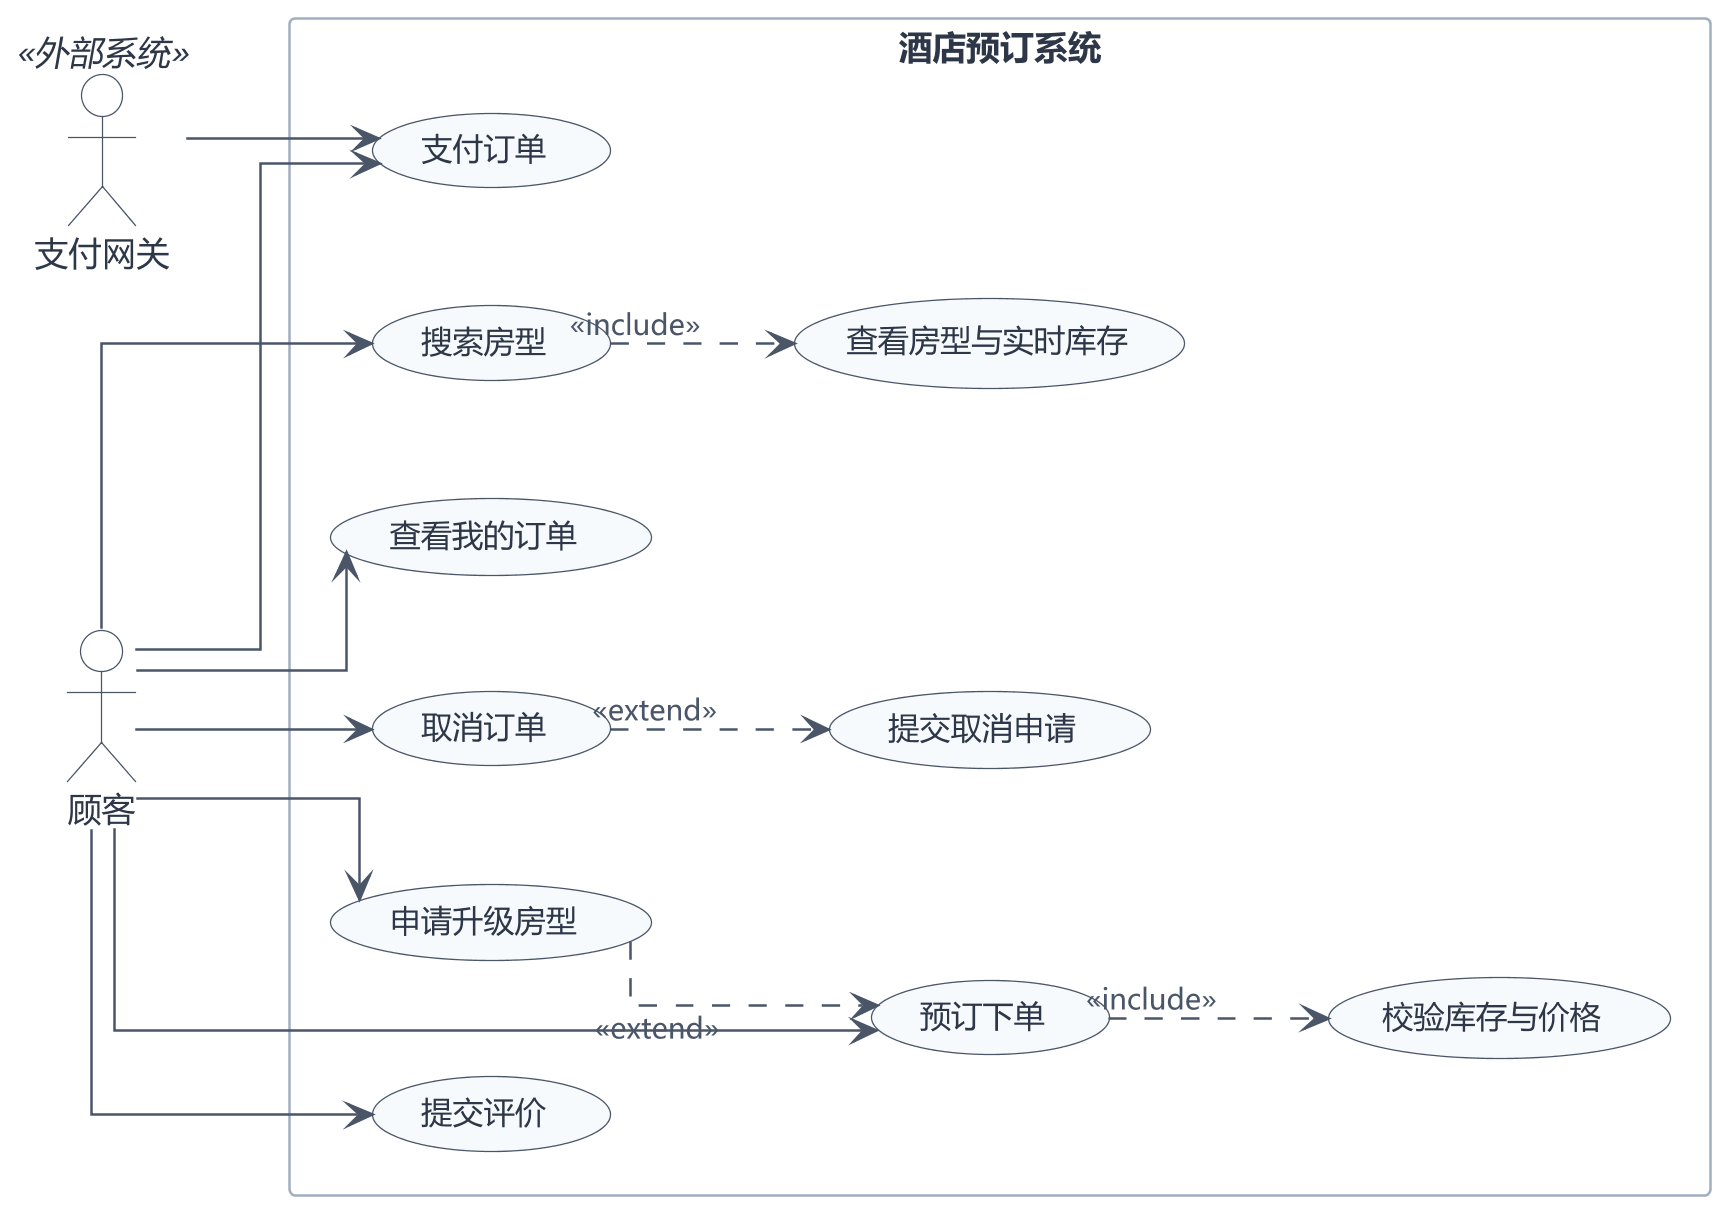 酒店预订系统
«外部系统»
支付网关
支付订单
搜索房型
«include»
查看房型与实时库存
查看我的订单
取消订单
«extend»
提交取消申请
顾客
申请升级房型
«extend»
预订下单
«include»
校验库存与价格
提交评价